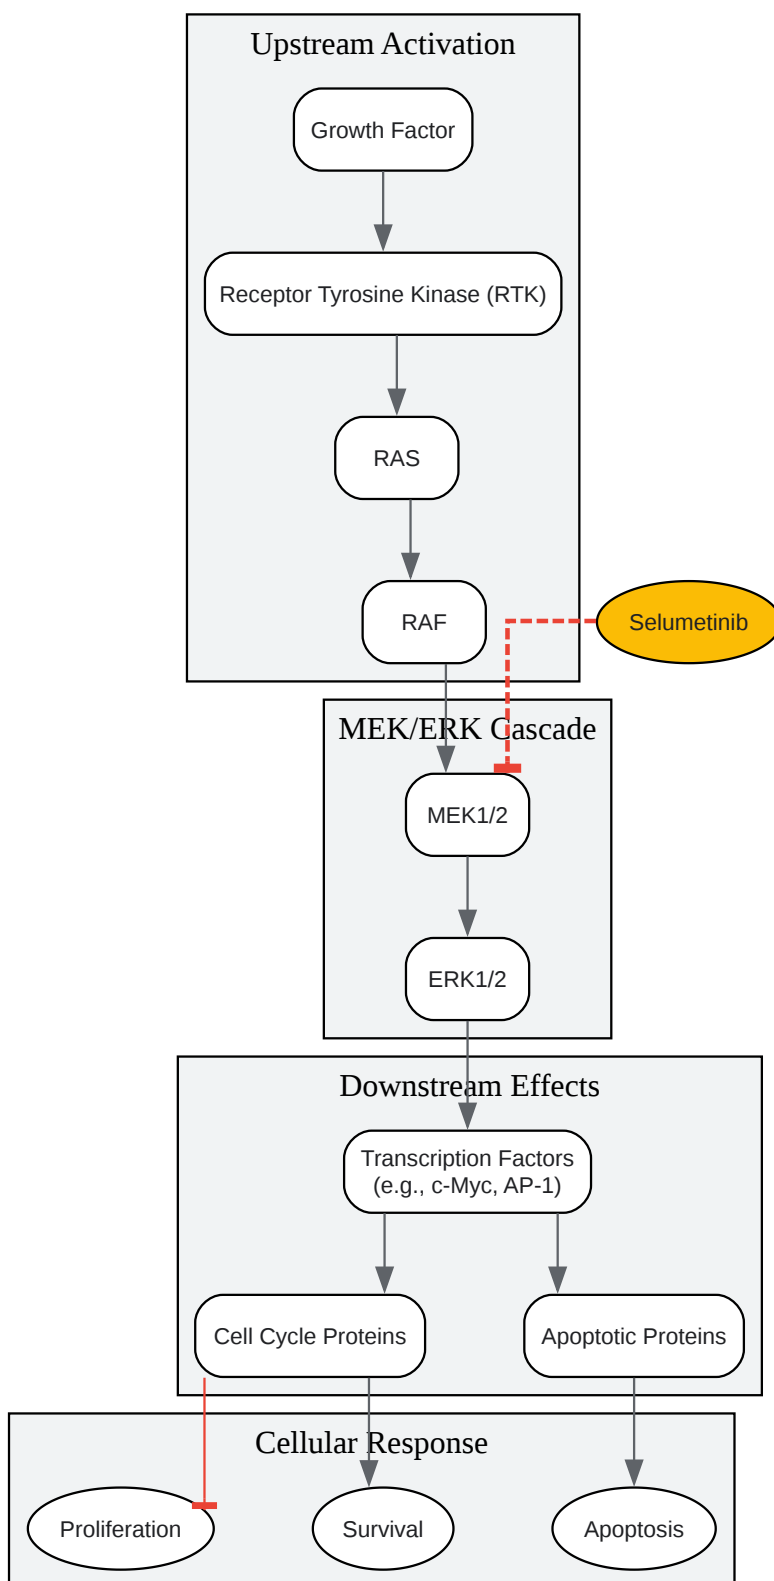 Upstream Activation
Growth Factor
Receptor Tyrosine Kinase (RTK)
RAS
RAF
Selumetinib
MEK/ERK Cascade
MEK1/2
ERK1/2
Downstream Effects
Transcription Factors
(e.g., c-Myc, AP-1)
Cell Cycle Proteins
Apoptotic Proteins
Cellular Response
Proliferation
Survival
Apoptosis